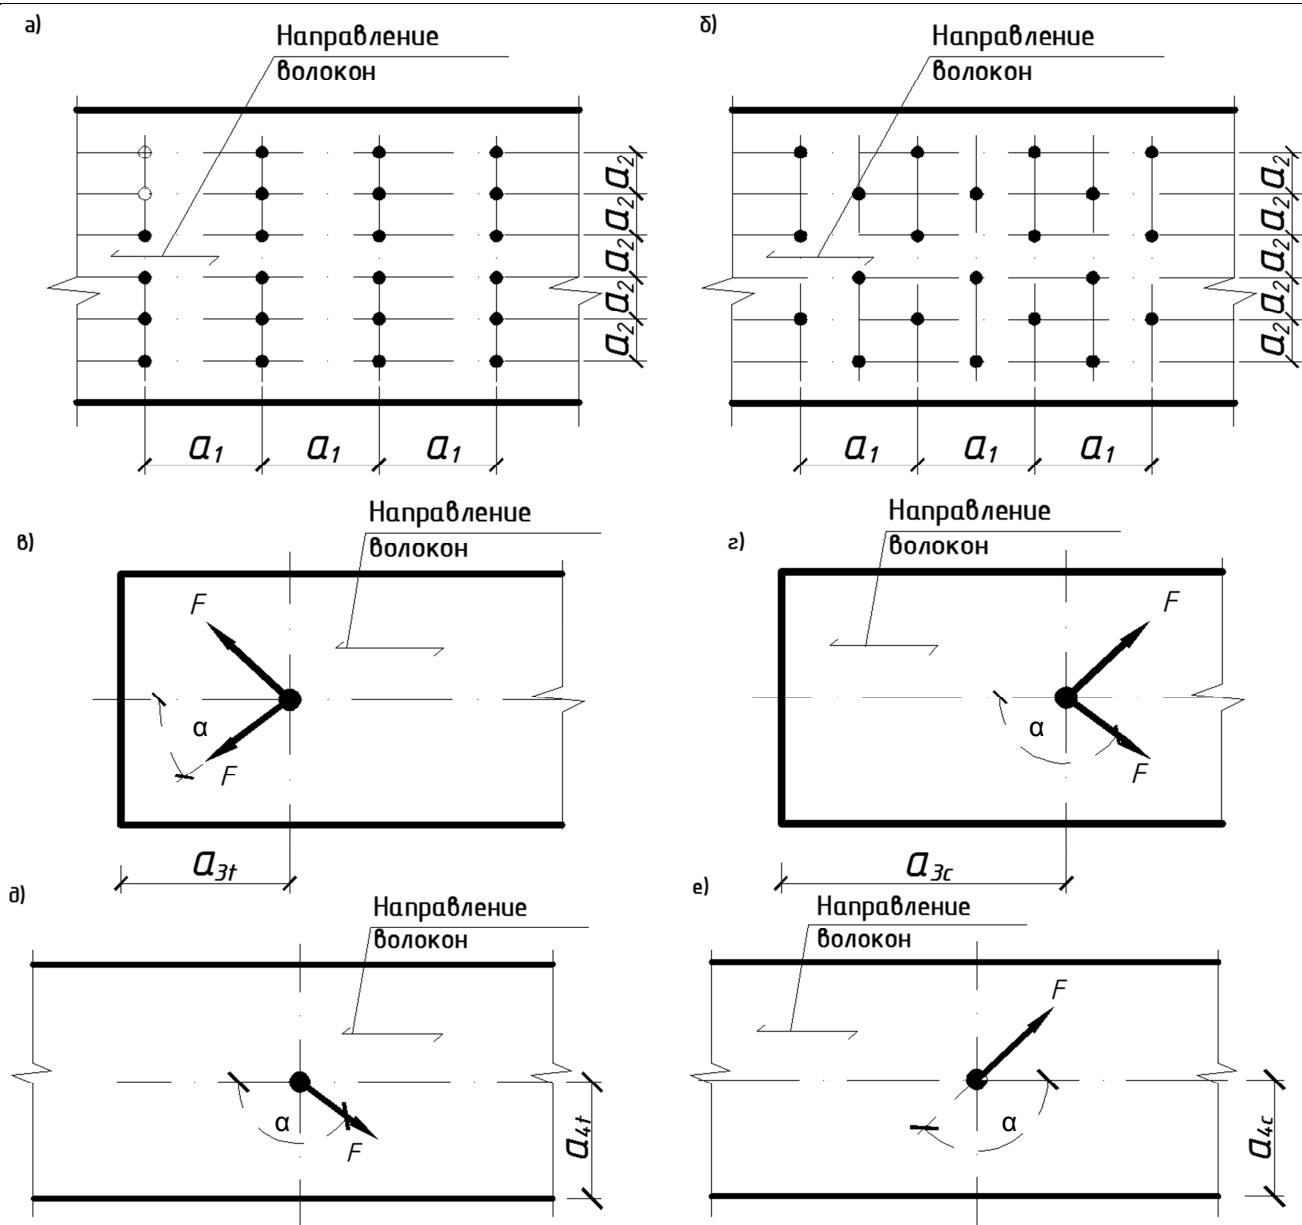 а)
Направление
волокон
a2
a2
a2
a2
a2
a1
a1
a1
б)
Направление
волокон
a2
a2
a2
a2
a2
a1
a1
a1
в)
Направление
волокон
F
α
F
a3t
г)
Направление
волокон
F
α
F
a3c
д)
Направление
волокон
α
F
a4t
е)
Направление
волокон
F
α
a4c